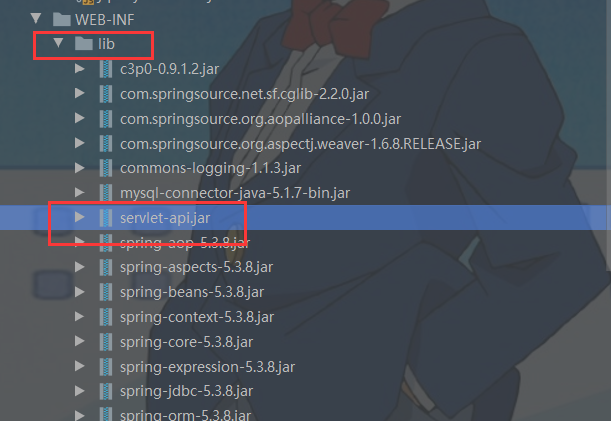 WEB-INF
lib
c3p0-0.9.1.2.jar
com.springsource.net.sf.cglib-2.2.0.jar
com.springsource.org.aopalliance-1.0.0.jar
com.springsource.org.aspectj.weaver-1.6.8.RELEASE.jar
commons-logging-1.1.3.jar
mysql-connector-java-5.1.7-bin.jar
servlet-api.jar
spring-aop-5.3.8.jar
spring-aspects-5.3.8.jar
spring-beans-5.3.8.jar
spring-context-5.3.8.jar
spring-core-5.3.8.jar
spring-expression-5.3.8.jar
spring-jdbc-5.3.8.jar
spring-orm-5.3.8.jar